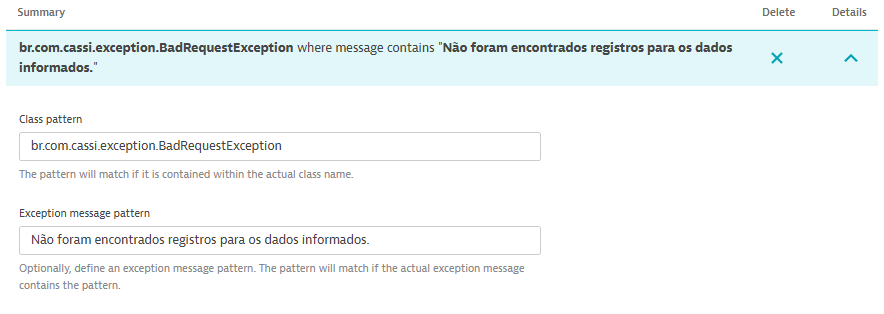 Summary Delete Details
br.com.cassi.exception.BadRequestException where message contains "Não foram encontrados registros para os dados
informados."
Class pattern
br.com.cassi.exception.BadRequestException
The pattern will match if it is contained within the actual class name.
Exception message pattern
Não foram encontrados registros para os dados informados.
Optionally, define an exception message pattern. The pattern will match if the actual exception message
contains the pattern.